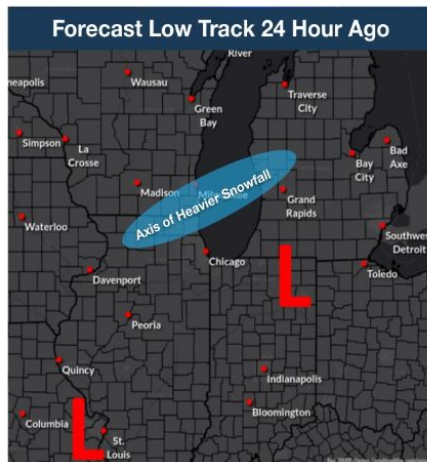 Forecast Low Track 24 Hour Ago
River
Wausau
Traverse
City
Green
Bay
Simpson
La
Crosse
Bad
Axe
Bay
City
Madison
Grand
Rapids
Axis of Heavier Snowfall
Waterloo
Southwest
Detroit
Chicago
Toledo
Davenport
L
Peoria
Quincy
Indianapolis
Bloomington
Columbia
L
St.
Louis